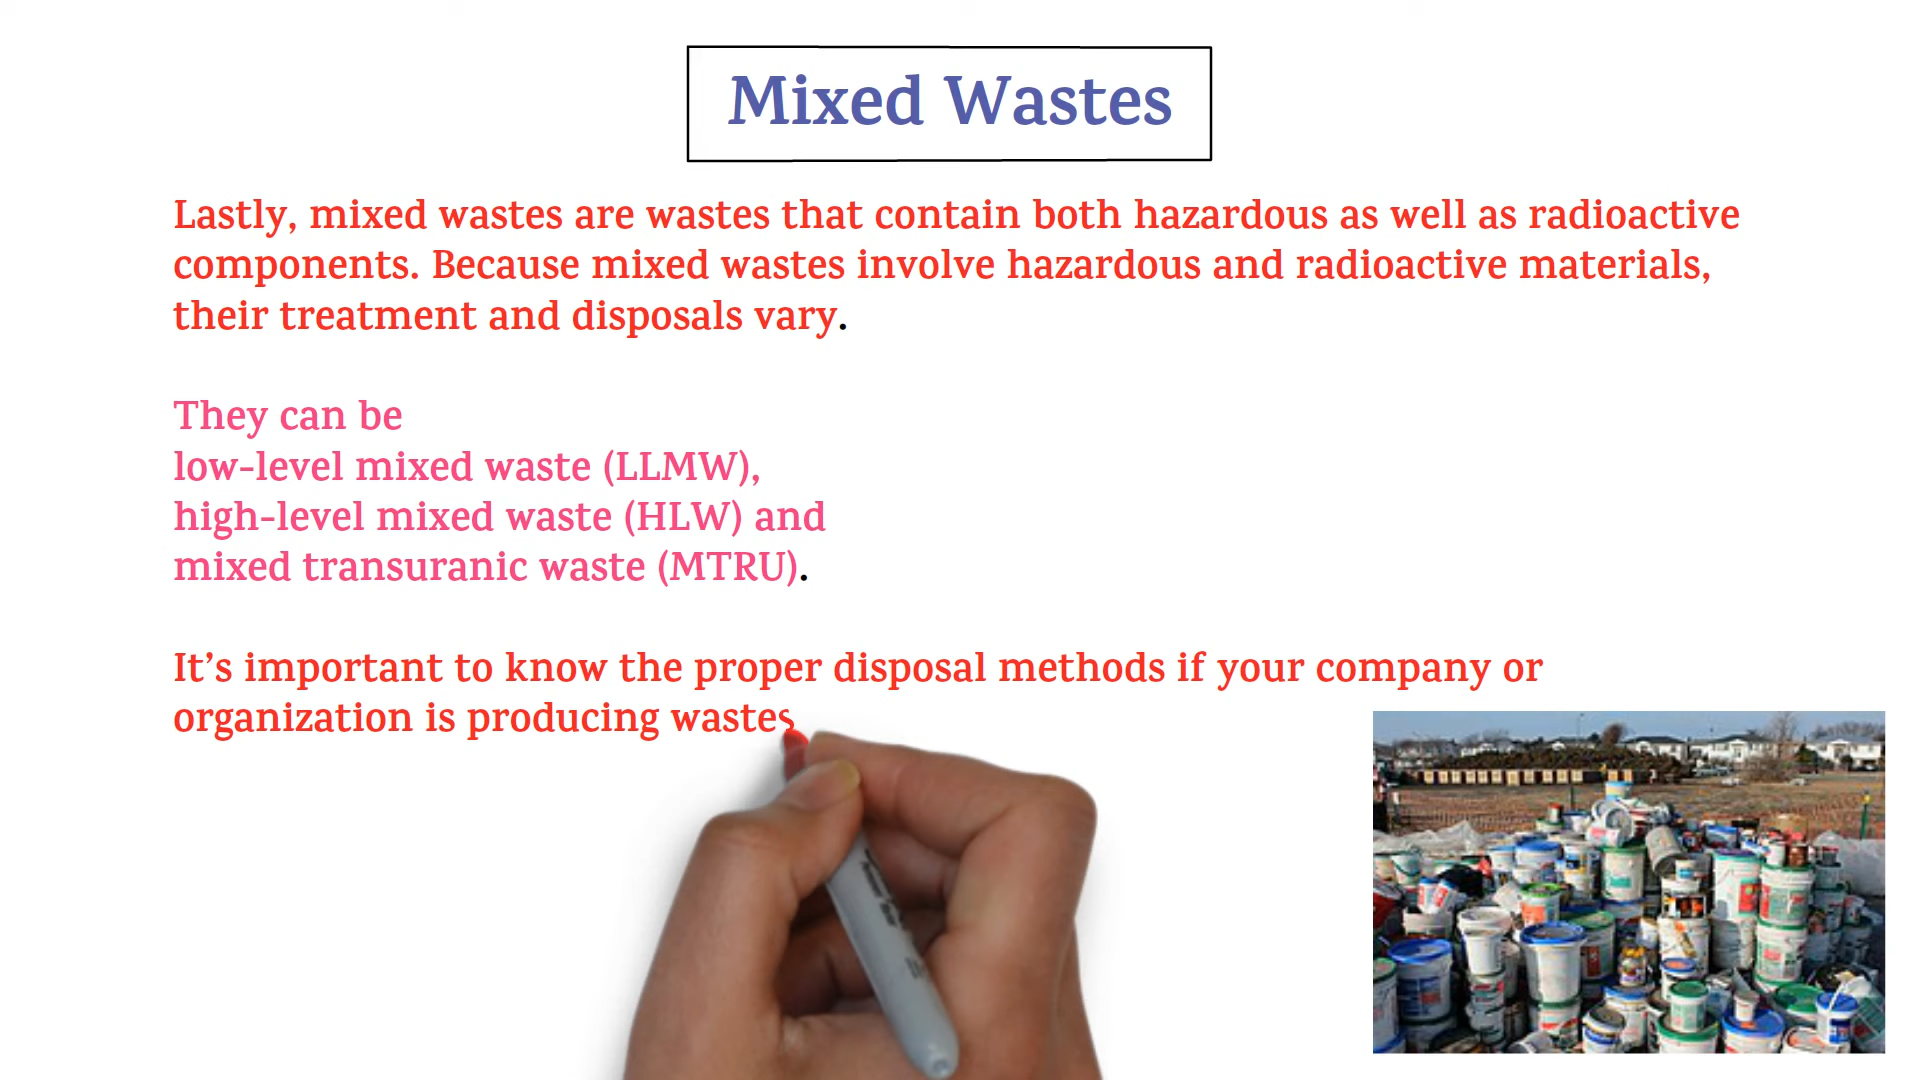 Mixed Wastes
Lastly, mixed wastes are wastes that contain both hazardous as well as radioactive
components. Because mixed wastes involve hazardous and radioactive materials,
their treatment and disposals vary.
They can be
low-level mixed waste (LLMW),
high-level mixed waste (HLW) and
mixed transuranic waste (MTRU).
It’s important to know the proper disposal methods if your company or
organization is producing wastes